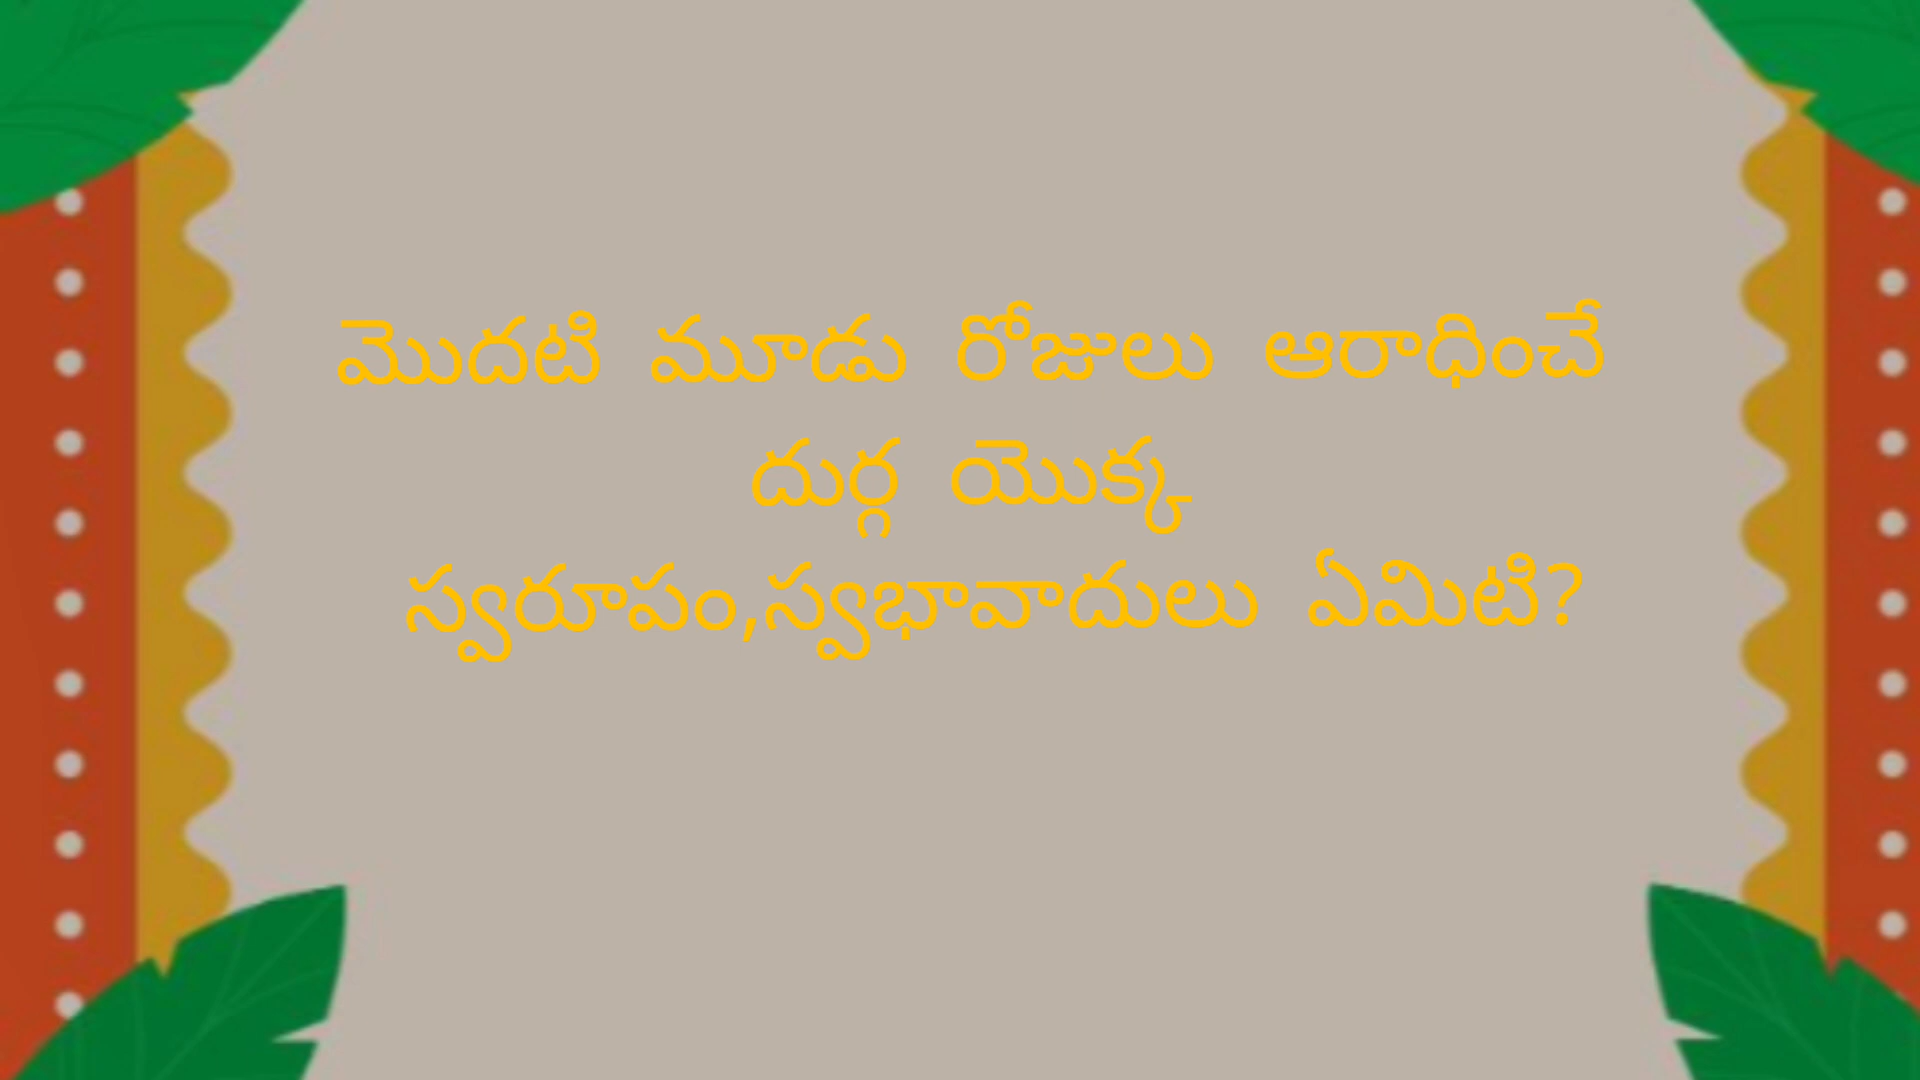 మొదటి మూడు రోజులు ఆరాధించే
దుర్గ యొక్క
స్వరూపం,స్వభావాదులు ఏమిటి?